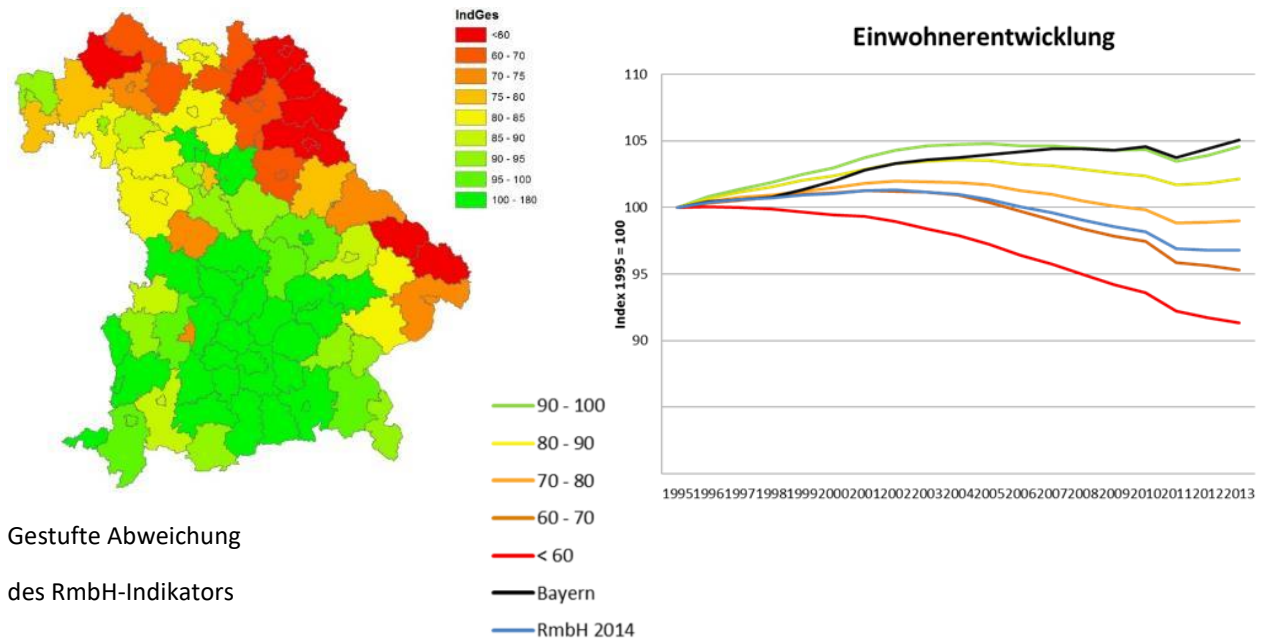 IndGes
<60
60 - 70
70 - 75
75 - 80
80 - 85
85 - 90
90 - 95
95 - 100
100 - 180
Gestufte Abweichung
des RmbH-Indikators
Einwohnerentwicklung
Index 1995 = 100
110
105
100
95
90
1995199619971998199920002001200220032004200520062007200820092010201120122013
90 - 100
80 - 90
70 - 80
60 - 70
< 60
Bayern
RmbH 2014